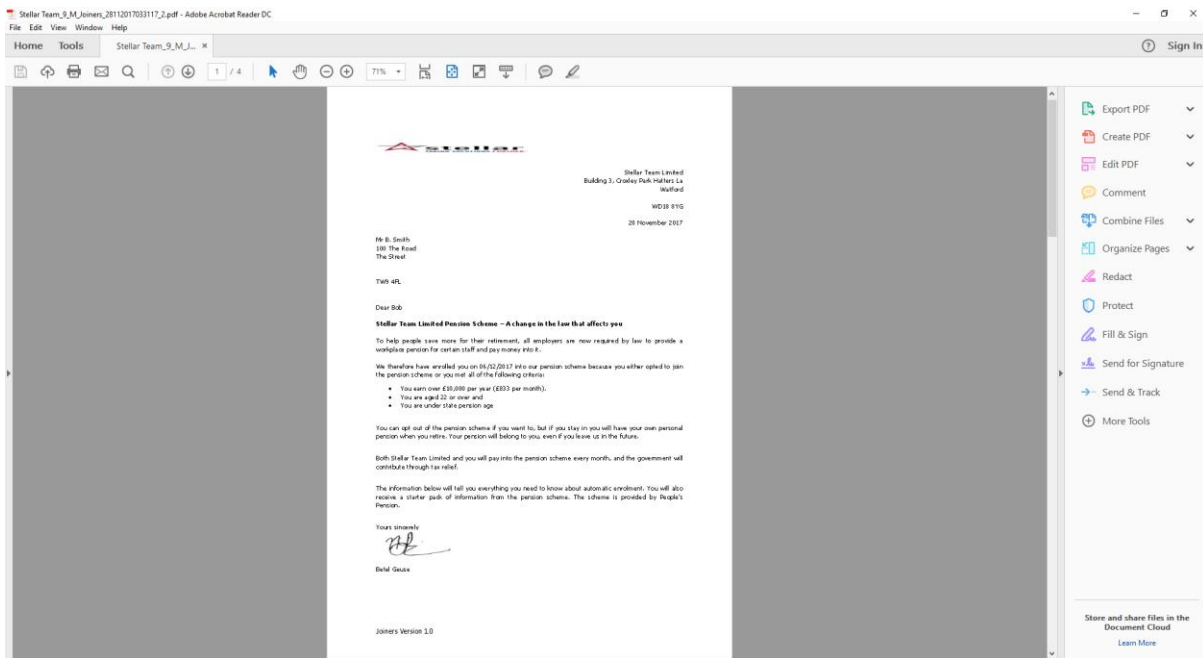 Stellar Team_9_M_Joiners_28112017033117_2.pdf - Adobe Acrobat Reader DC
File Edit View Window Help
Home Tools Stellar Team_9_M_J... × Sign In
1 / 4 71%
stellar
Stellar Team Limited
Building 3, Croxley Park Hatters La
Watford
WD18 8YG
28 November 2017
Mr B. Smith
100 The Road
The Street
TW9 4FL
Dear Bob
Stellar Team Limited Pension Scheme – A change in the law that affects you
To help people save more for their retirement, all employers are now required by law to provide a
workplace pension for certain staff and pay money into it.
We therefore have enrolled you on 06/12/2017 into our pension scheme because you either opted to join
the pension scheme or you met all of the following criteria:
• You earn over £10,000 per year (£833 per month).
• You are aged 22 or over and
• You are under state pension age
You can opt out of the pension scheme if you want to, but if you stay in you will have your own personal
pension when you retire. Your pension will belong to you, even if you leave us in the future.
Both Stellar Team Limited and you will pay into the pension scheme every month, and the government will
contribute through tax relief.
The information below will tell you everything you need to know about automatic enrolment. You will also
receive a starter pack of information from the pension scheme. The scheme is provided by People's
Pension.
Yours sincerely
Betel Geuse
Joiners Version 1.0
Export PDF
Create PDF
Edit PDF
Comment
Combine Files
Organize Pages
Redact
Protect
Fill & Sign
Send for Signature
Send & Track
More Tools
Store and share files in the
Document Cloud
Learn More